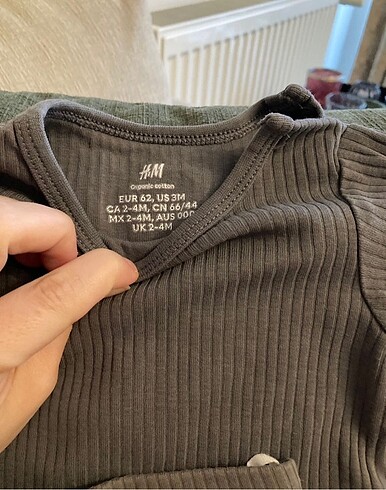 H&M
Organic cotton
EUR 62, US 3M
CA 2-4M, CN 66/44
MX 2-4M, AUS 000
UK 2-4M